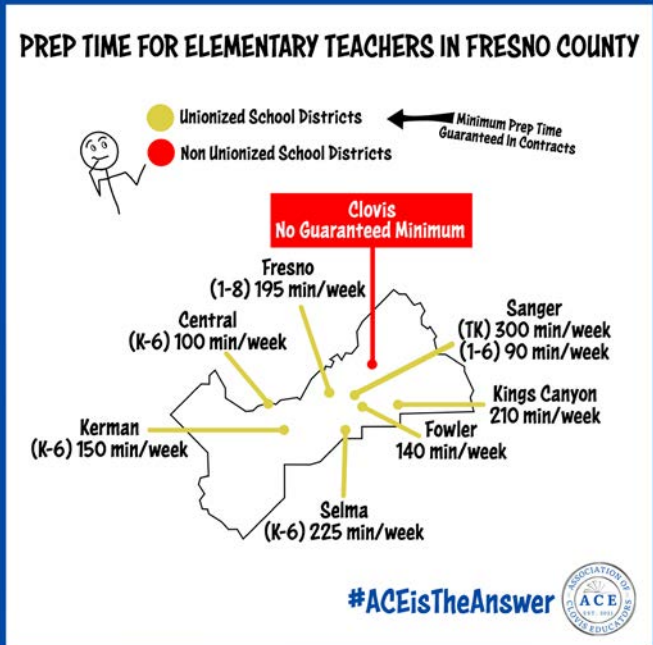 PREP TIME FOR ELEMENTARY TEACHERS IN FRESNO COUNTY
Unionized School Districts
Minimum Prep Time
Guaranteed In Contracts
Non Unionized School Districts
Clovis
No Guaranteed Minimum
Fresno
(1-8) 195 min/week
Central
(K-6) 100 min/week
Sanger
(TK) 300 min/week
(1-6) 90 min/week
Kings Canyon
210 min/week
Kerman
(K-6) 150 min/week
Fowler
140 min/week
Selma
(K-6) 225 min/week
#ACEisTheAnswer
ASSOCIATION OF
CLOVIS EDUCATORS
ACE
EST. 2021